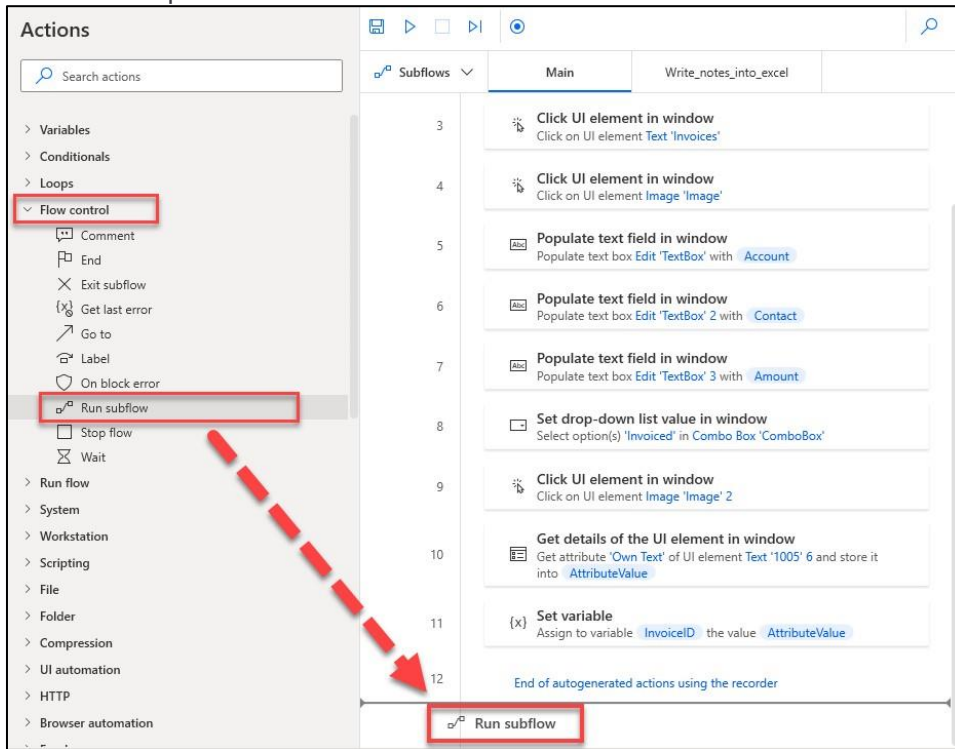 Actions
Search actions
Variables
Conditionals
Loops
Flow control
Comment
End
Exit subflow
Get last error
Go to
Label
On block error
Run subflow
Stop flow
Wait
Run flow
System
Workstation
Scripting
File
Folder
Compression
UI automation
HTTP
Browser automation
Subflows
Main
Write_notes_into_excel
3
Click UI element in window
Click on UI element Text 'Invoices'
4
Click UI element in window
Click on UI element Image 'Image'
5
Abc
Populate text field in window
Populate text box Edit 'TextBox' with Account
6
Abc
Populate text field in window
Populate text box Edit 'TextBox' 2 with Contact
7
Abc
Populate text field in window
Populate text box Edit 'TextBox' 3 with Amount
8
Set drop-down list value in window
Select option(s) 'Invoiced' in Combo Box 'ComboBox'
9
Click UI element in window
Click on UI element Image 'Image' 2
10
Get details of the UI element in window
Get attribute 'Own Text' of UI element Text '1005' 6 and store it
into AttributeValue
11
{x}
Set variable
Assign to variable InvoiceID the value AttributeValue
12
End of autogenerated actions using the recorder
Run subflow